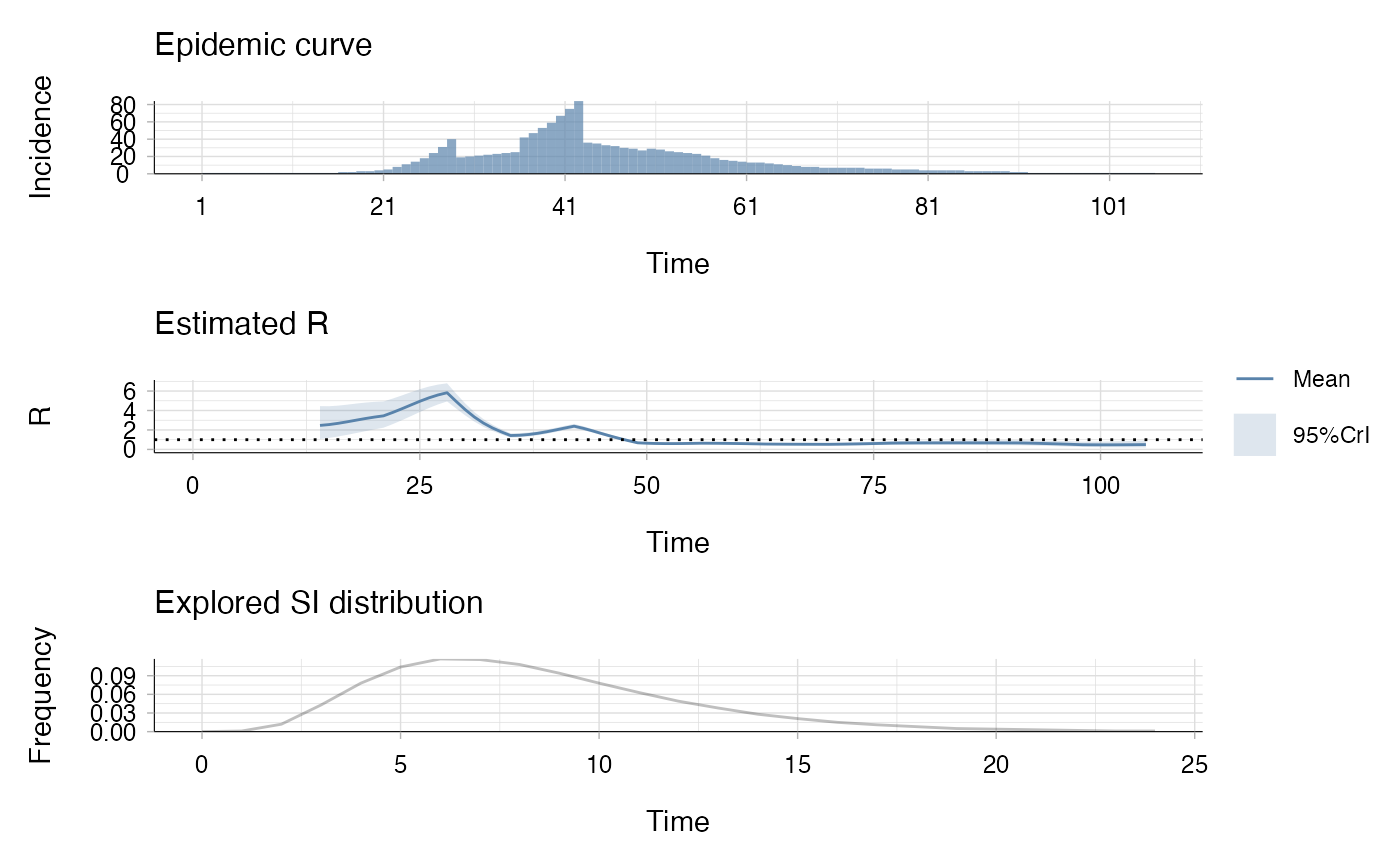 Epidemic curve
Incidence
80
60
40
20
0
1 21 41 61 81 101
Time
Estimated R
R
6
4
2
0
0 25 50 75 100
Time
Mean
95%CrI
Explored SI distribution
Frequency
0.09
0.06
0.03
0.00
0 5 10 15 20 25
Time